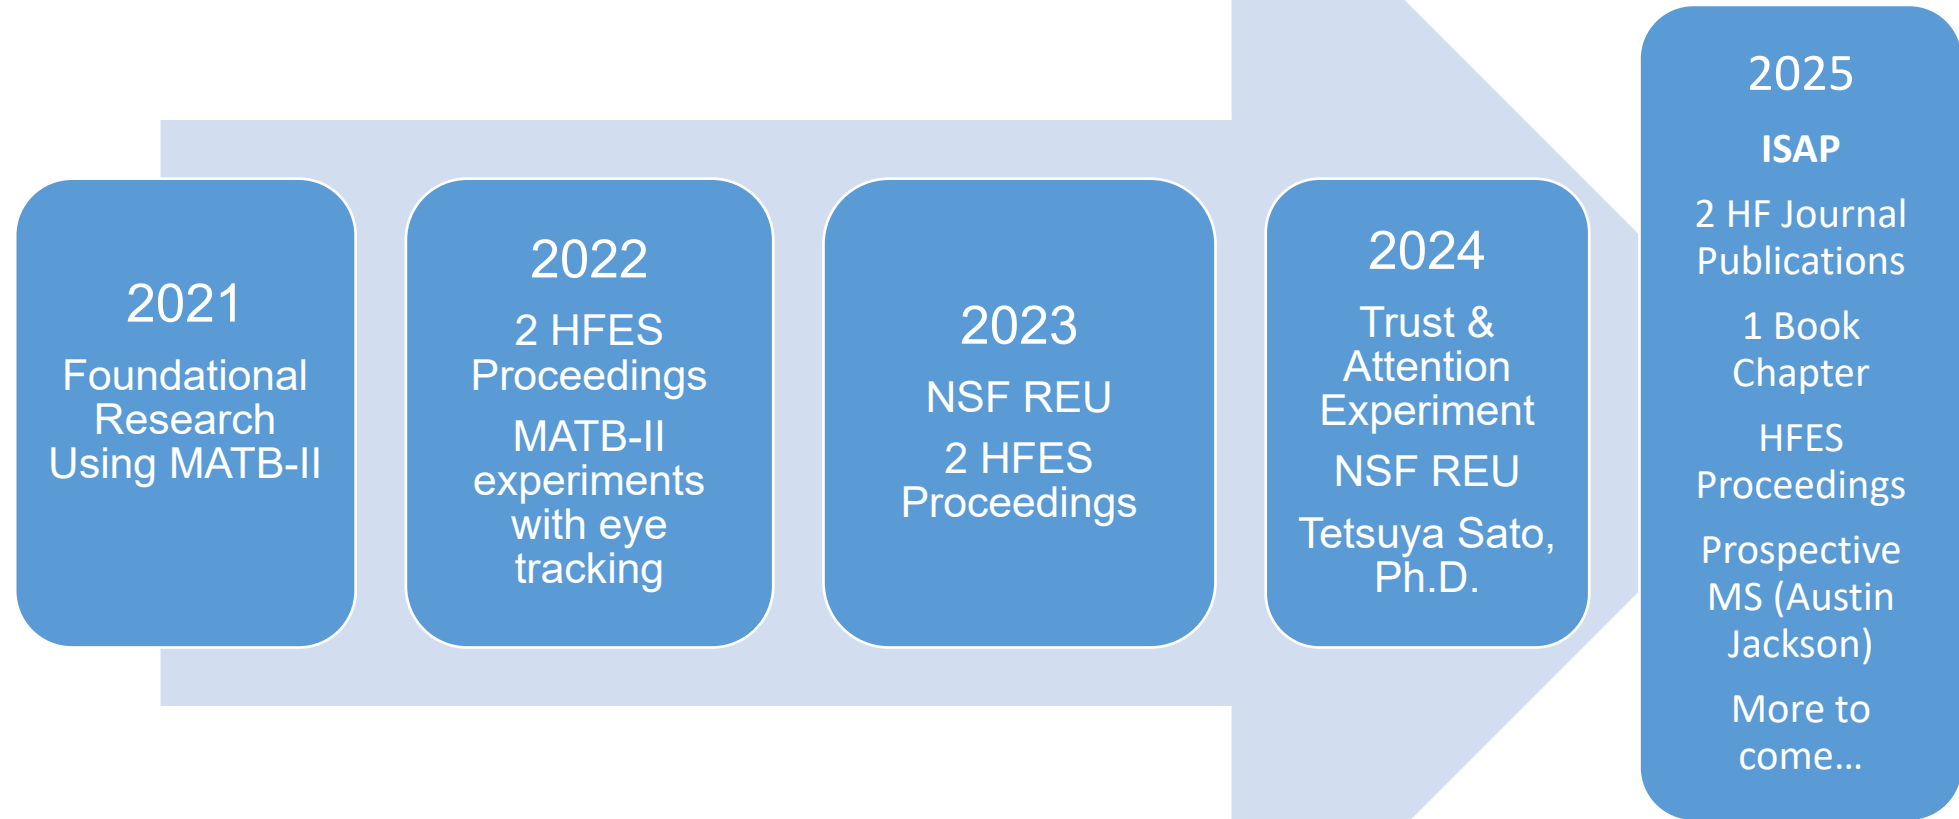 2021
Foundational
Research
Using MATB-II
2022
2 HFES
Proceedings
MATB-II
experiments
with eye
tracking
2023
NSF REU
2 HFES
Proceedings
2024
Trust &
Attention
Experiment
NSF REU
Tetsuya Sato,
Ph.D.
2025
ISAP
2 HF Journal
Publications
1 Book
Chapter
HFES
Proceedings
Prospective
MS (Austin
Jackson)
More to
come…